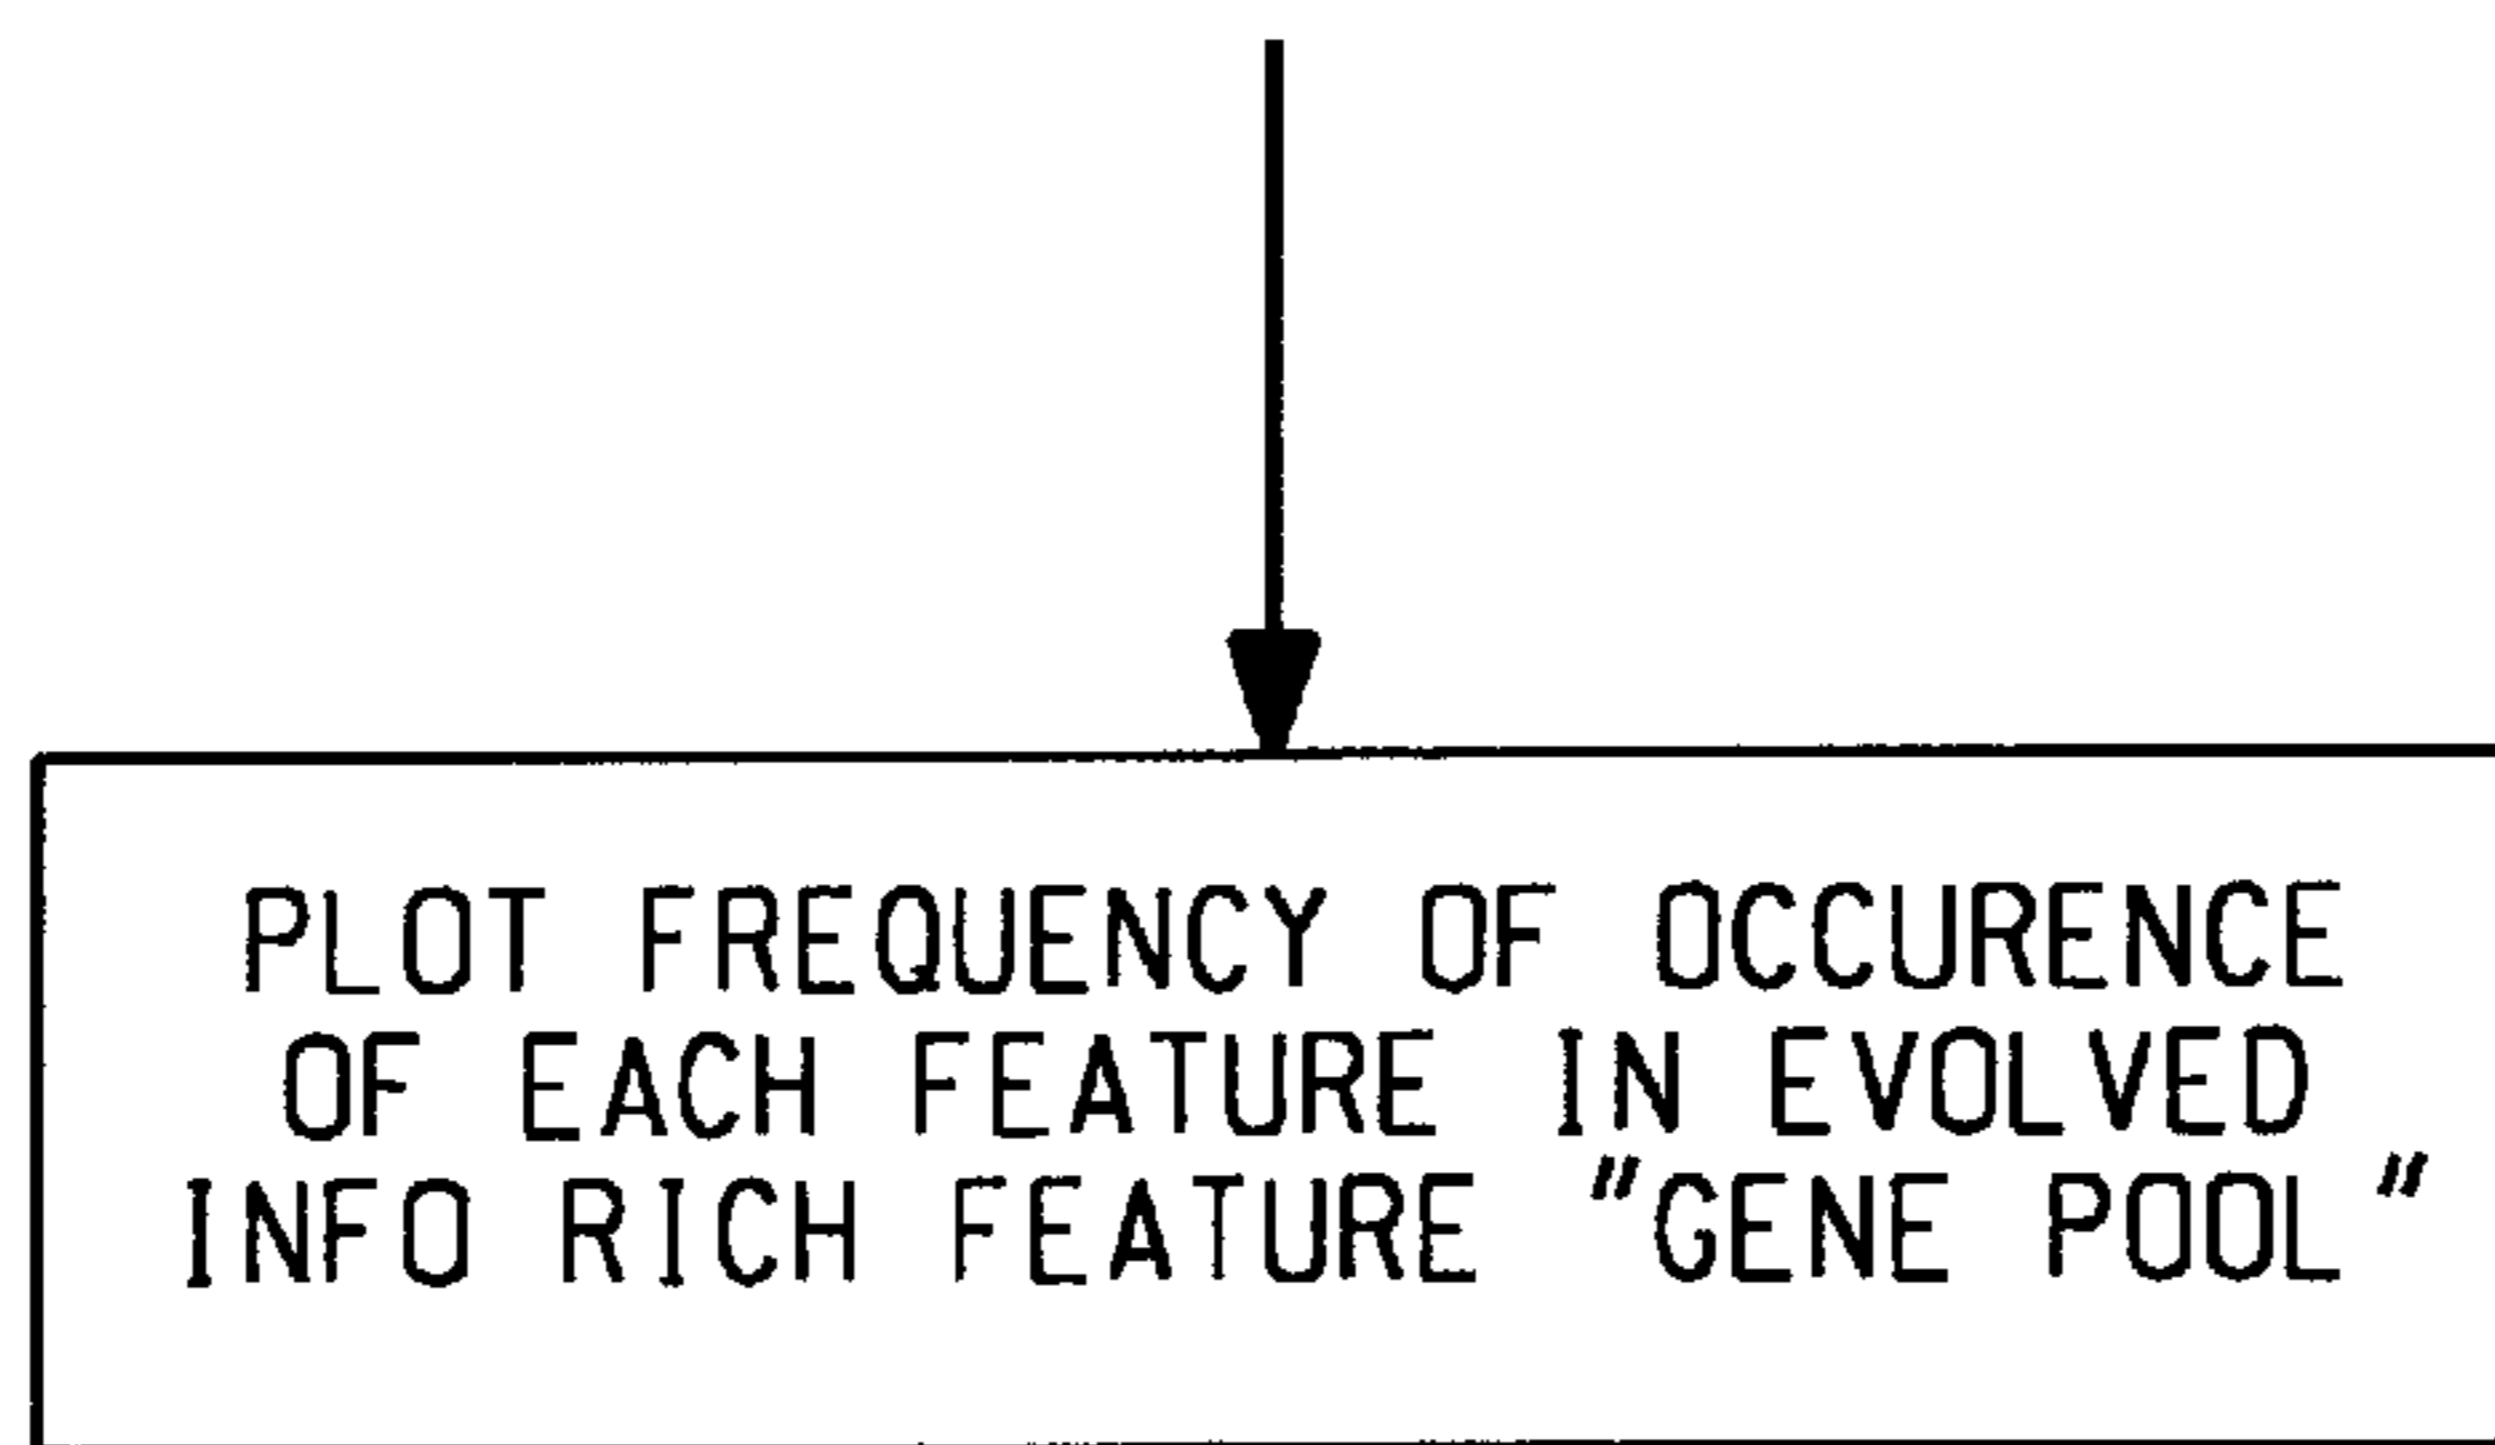 PLOT FREQUENCY OF OCCURENCE
OF EACH FEATURE IN EVOLVED
INFO RICH FEATURE "GENE POOL"